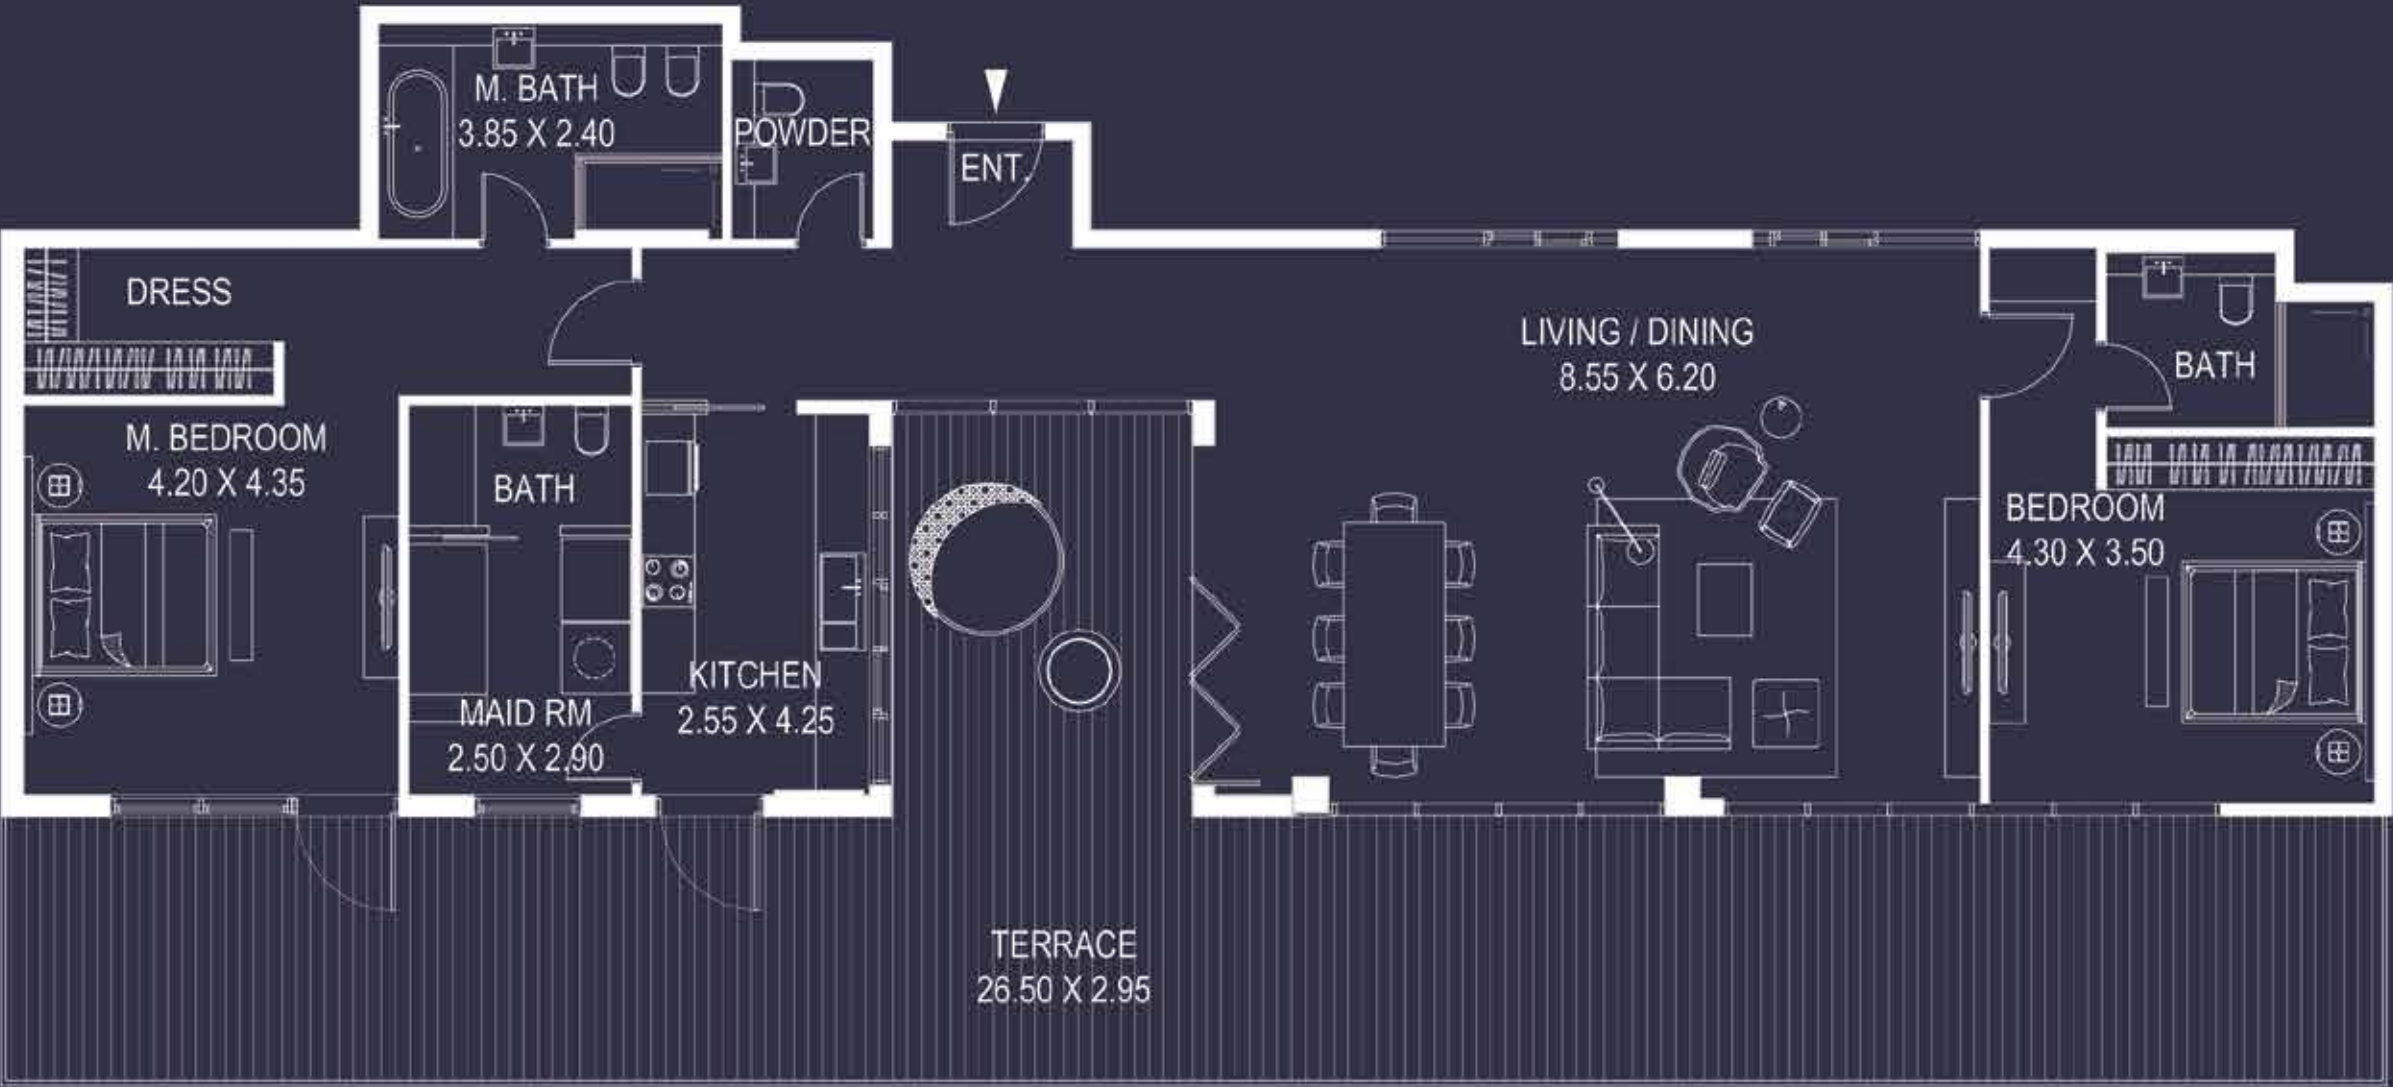 M. BATH
3.85 X 2.40
POWDER
ENT.
DRESS
LIVING / DINING
8.55 X 6.20
BATH
M. BEDROOM
4.20 X 4.35
BATH
BEDROOM
4.30 X 3.50
KITCHEN
2.55 X 4.25
MAID RM
2.50 X 2.90
TERRACE
26.50 X 2.95